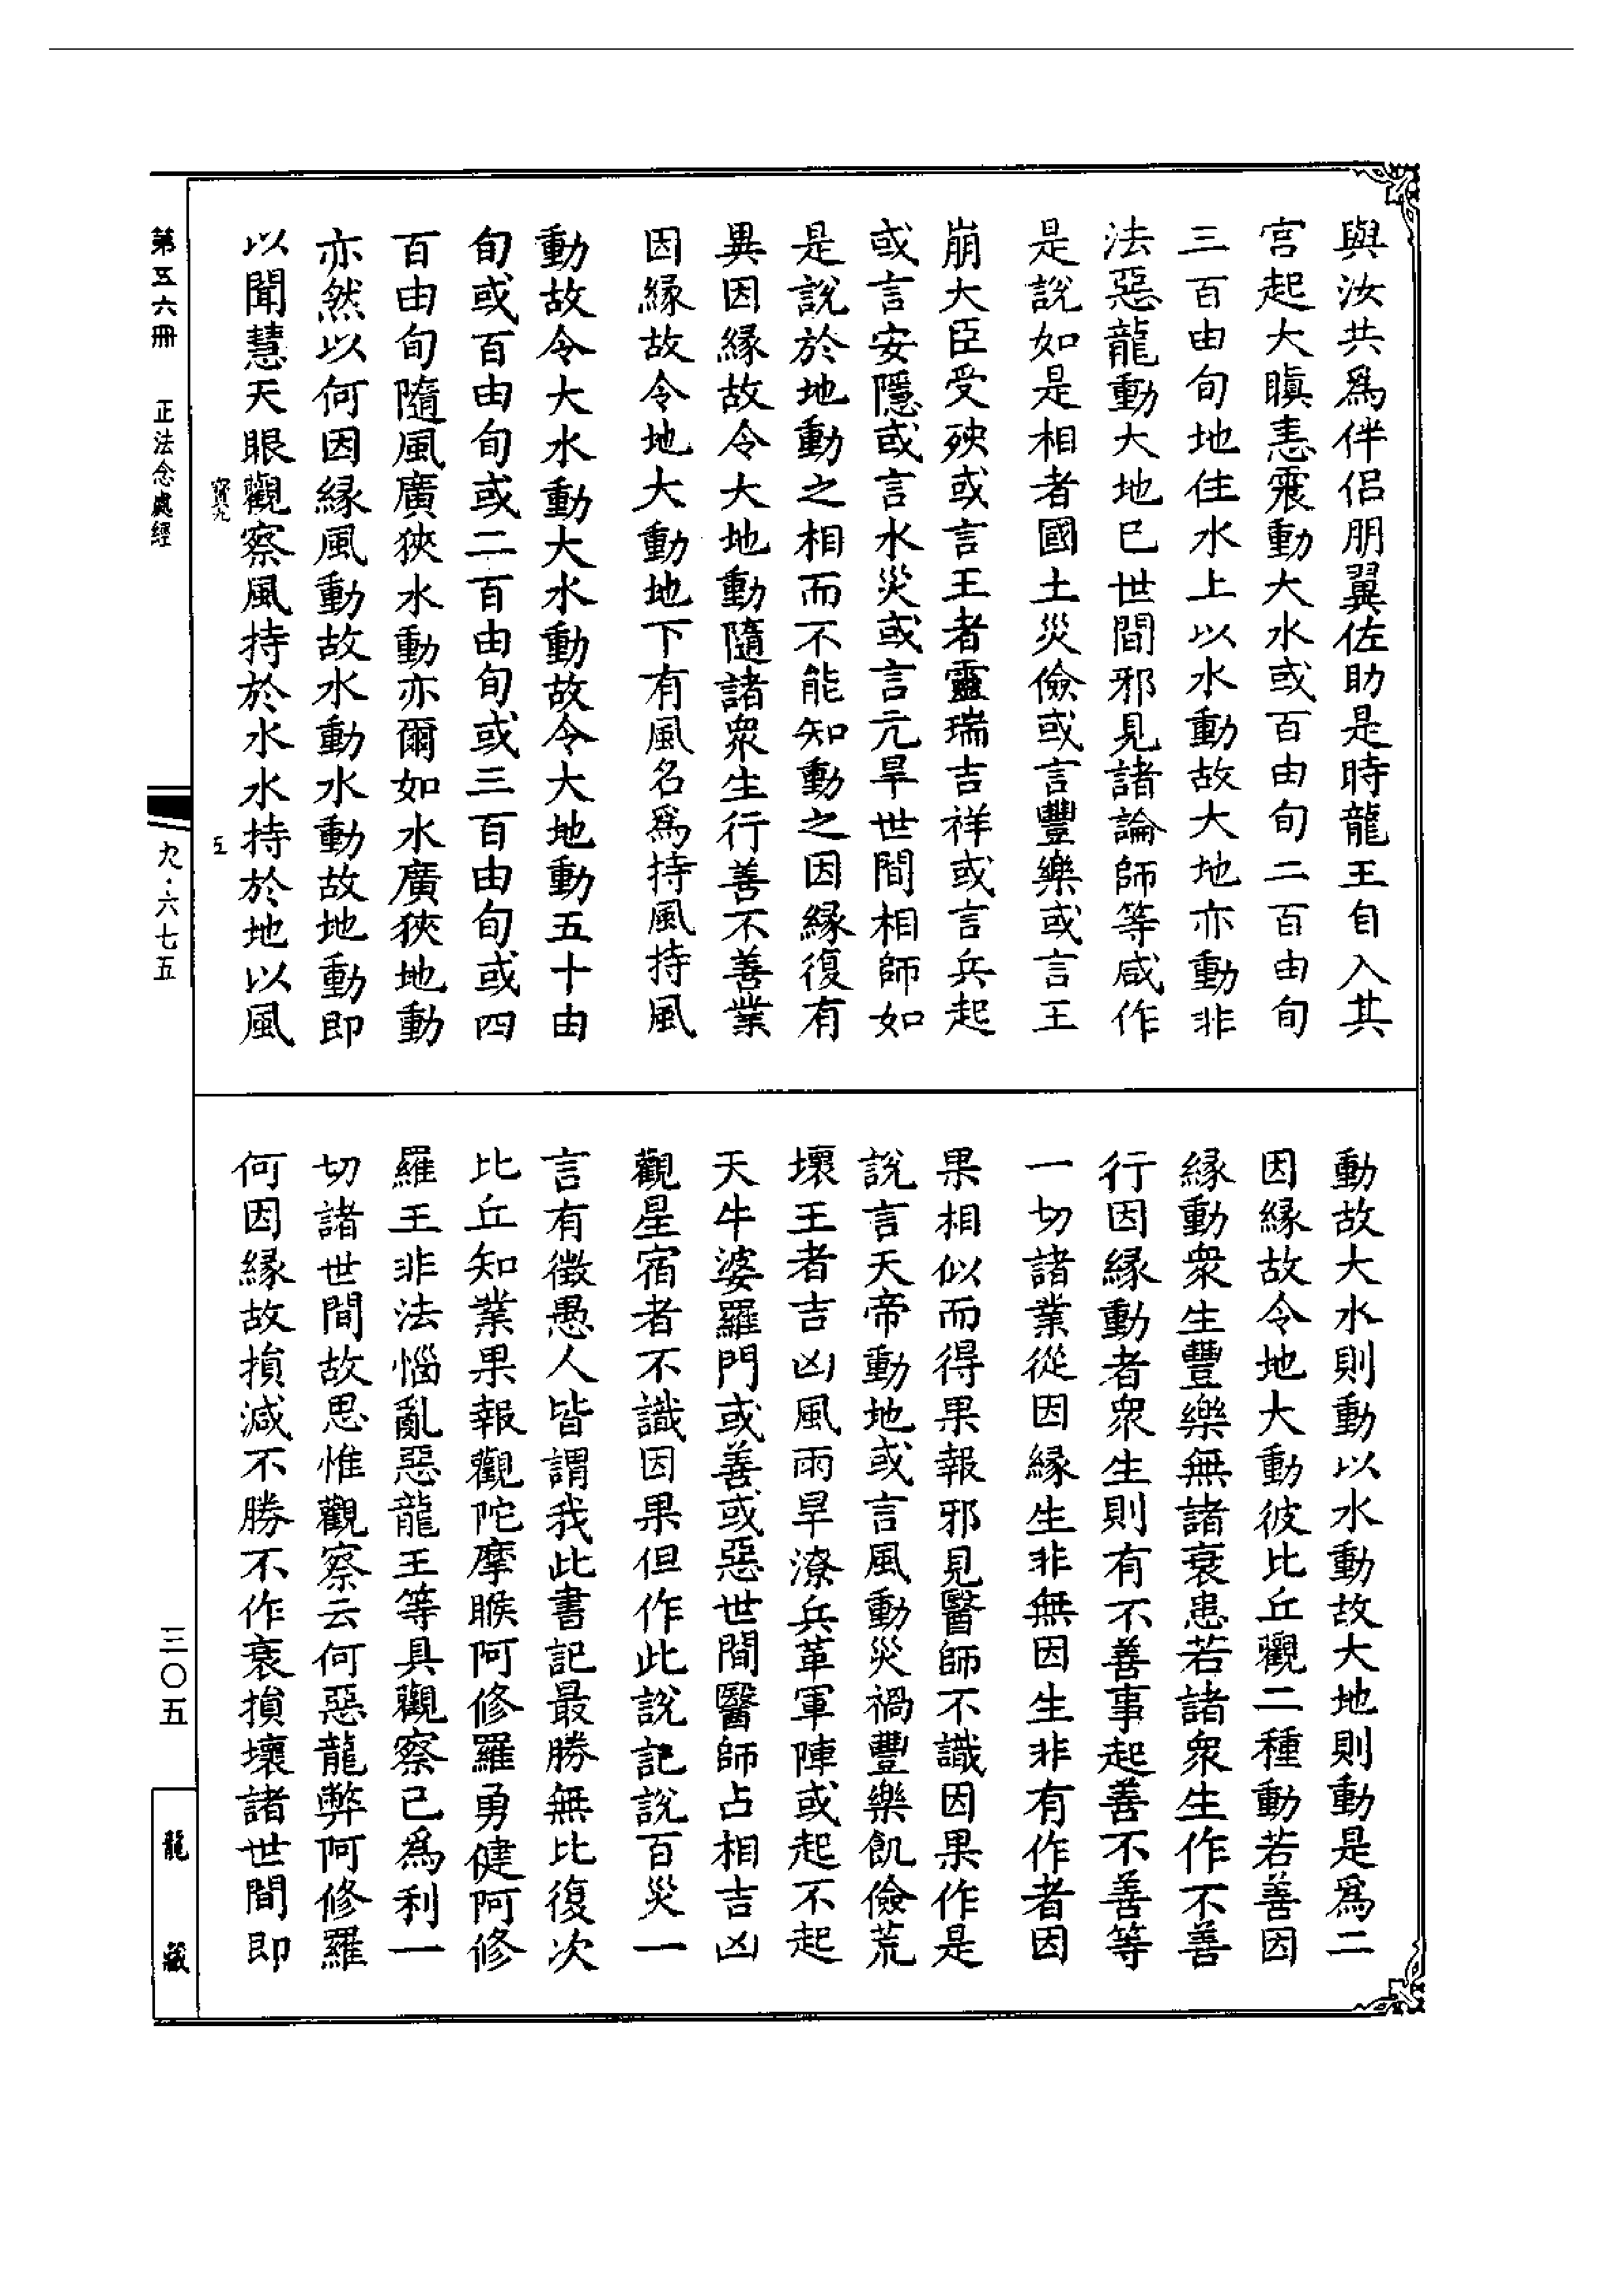 與汝共爲伴侶朋翼佐助是時龍王自入其
宮起大瞋恚震動大水或百由旬二百由旬
三百由旬地住水上以水動故大地亦動非
法惡龍動大地已世間邪見諸論師等咸作
是說如是相者國土災儉或言豐樂或言王
崩大臣受殃或言王者靈瑞吉祥或言兵起
或言安隱或言水災或言亢旱世間相師如
是說於地動之相而不能知動之因緣復有
異因緣故令大地動隨諸衆生行善不善業
因緣故令地大動地下有風名爲持風持風
動故令大水動大水動故令大地動五十由
旬或百由旬或二百由旬或三百由旬或四
百由旬隨風廣狹水動亦爾如水廣狹地動
亦然以何因緣風動故水動水動故地動即
以聞慧天眼觀察風持於水水持於地以風
動故大水則動以水動故大地則動是爲二
因緣故令地大動彼比丘觀二種動若善因
緣動衆生豐樂無諸衰患若諸衆生作不善
行因緣動者衆生則有不善事起善不善等
一切諸業從因緣生非無因生非有作者因
果相似而得果報邪見醫師不識因果作是
說言天帝動地或言風動災禍豐樂飢儉荒
壞王者吉凶風雨旱潦兵革軍陣或起不起
天牛婆羅門或善或惡世間醫師占相吉凶
觀星宿者不識因果但作此說記說百災一
言有徵愚人皆謂我此書記最勝無比復次
比丘知業果報觀陀摩睺阿修羅勇健阿修
羅王非法惱亂惡龍王等具觀察已爲利一
切諸世間故思惟觀察云何惡龍弊阿修羅
何因緣故損減不勝不作衰損壞諸世間即
寶九
五
第五六冊 正法念處經
九·六七五
三〇五
龍藏